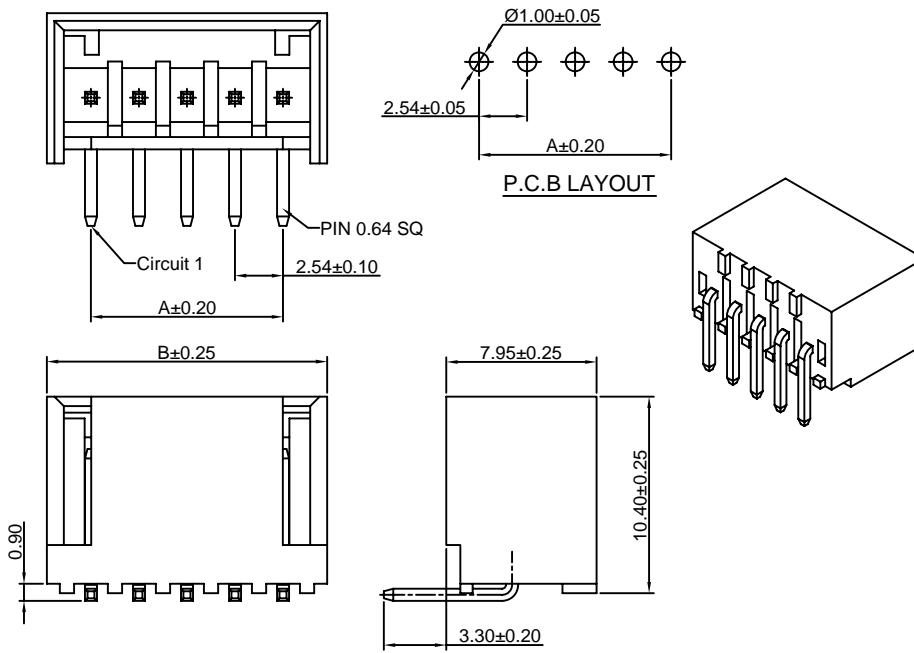 Ø1.00±0.05
2.54±0.05
A±0.20
P.C.B LAYOUT
PIN 0.64 SQ
Circuit 1
2.54±0.10
A±0.20
B±0.25
7.95±0.25
10.40±0.25
0.90
3.30±0.20